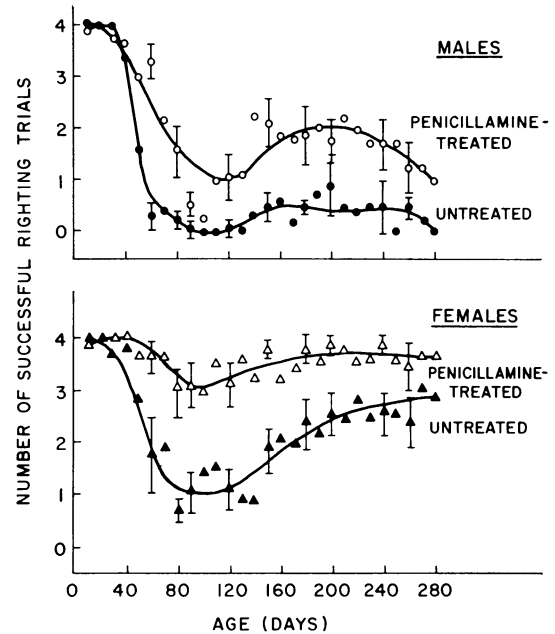 MALES
4
3
2
1
0
PENICILLAMINE-
TREATED
UNTREATED
NUMBER OF SUCCESSFUL RIGHTING TRIALS
FEMALES
4
3
2
1
0
PENICILLAMINE-
TREATED
UNTREATED
0 40 80 120 160 200 240 280
AGE (DAYS)